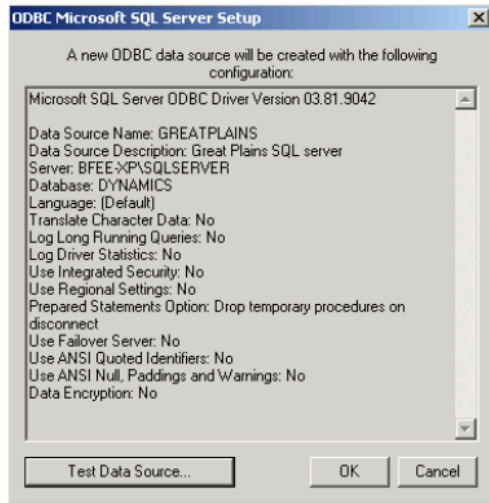 ODBC Microsoft SQL Server Setup
A new ODBC data source will be created with the following
configuration:
Microsoft SQL Server ODBC Driver Version 03.81.9042
Data Source Name: GREATPLAINS
Data Source Description: Great Plains SQL server
Server: BFEE-XP\SQLSERVER
Database: DYNAMICS
Language: (Default)
Translate Character Data: No
Log Long Running Queries: No
Log Driver Statistics: No
Use Integrated Security: No
Use Regional Settings: No
Prepared Statements Option: Drop temporary procedures on
disconnect
Use Failover Server: No
Use ANSI Quoted Identifiers: No
Use ANSI Null, Paddings and Warnings: No
Data Encryption: No
Test Data Source... OK Cancel